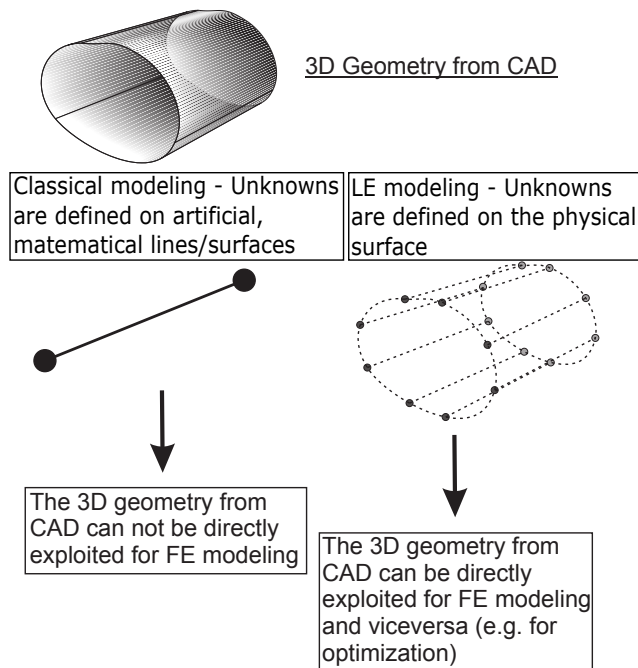 3D Geometry from CAD
Classical modeling - Unknowns
are defined on artificial,
matematical lines/surfaces
LE modeling - Unknowns
are defined on the physical
surface
The 3D geometry from
CAD can not be directly
exploited for FE modeling
The 3D geometry from
CAD can be directly
exploited for FE modeling
and viceversa (e.g. for
optimization)